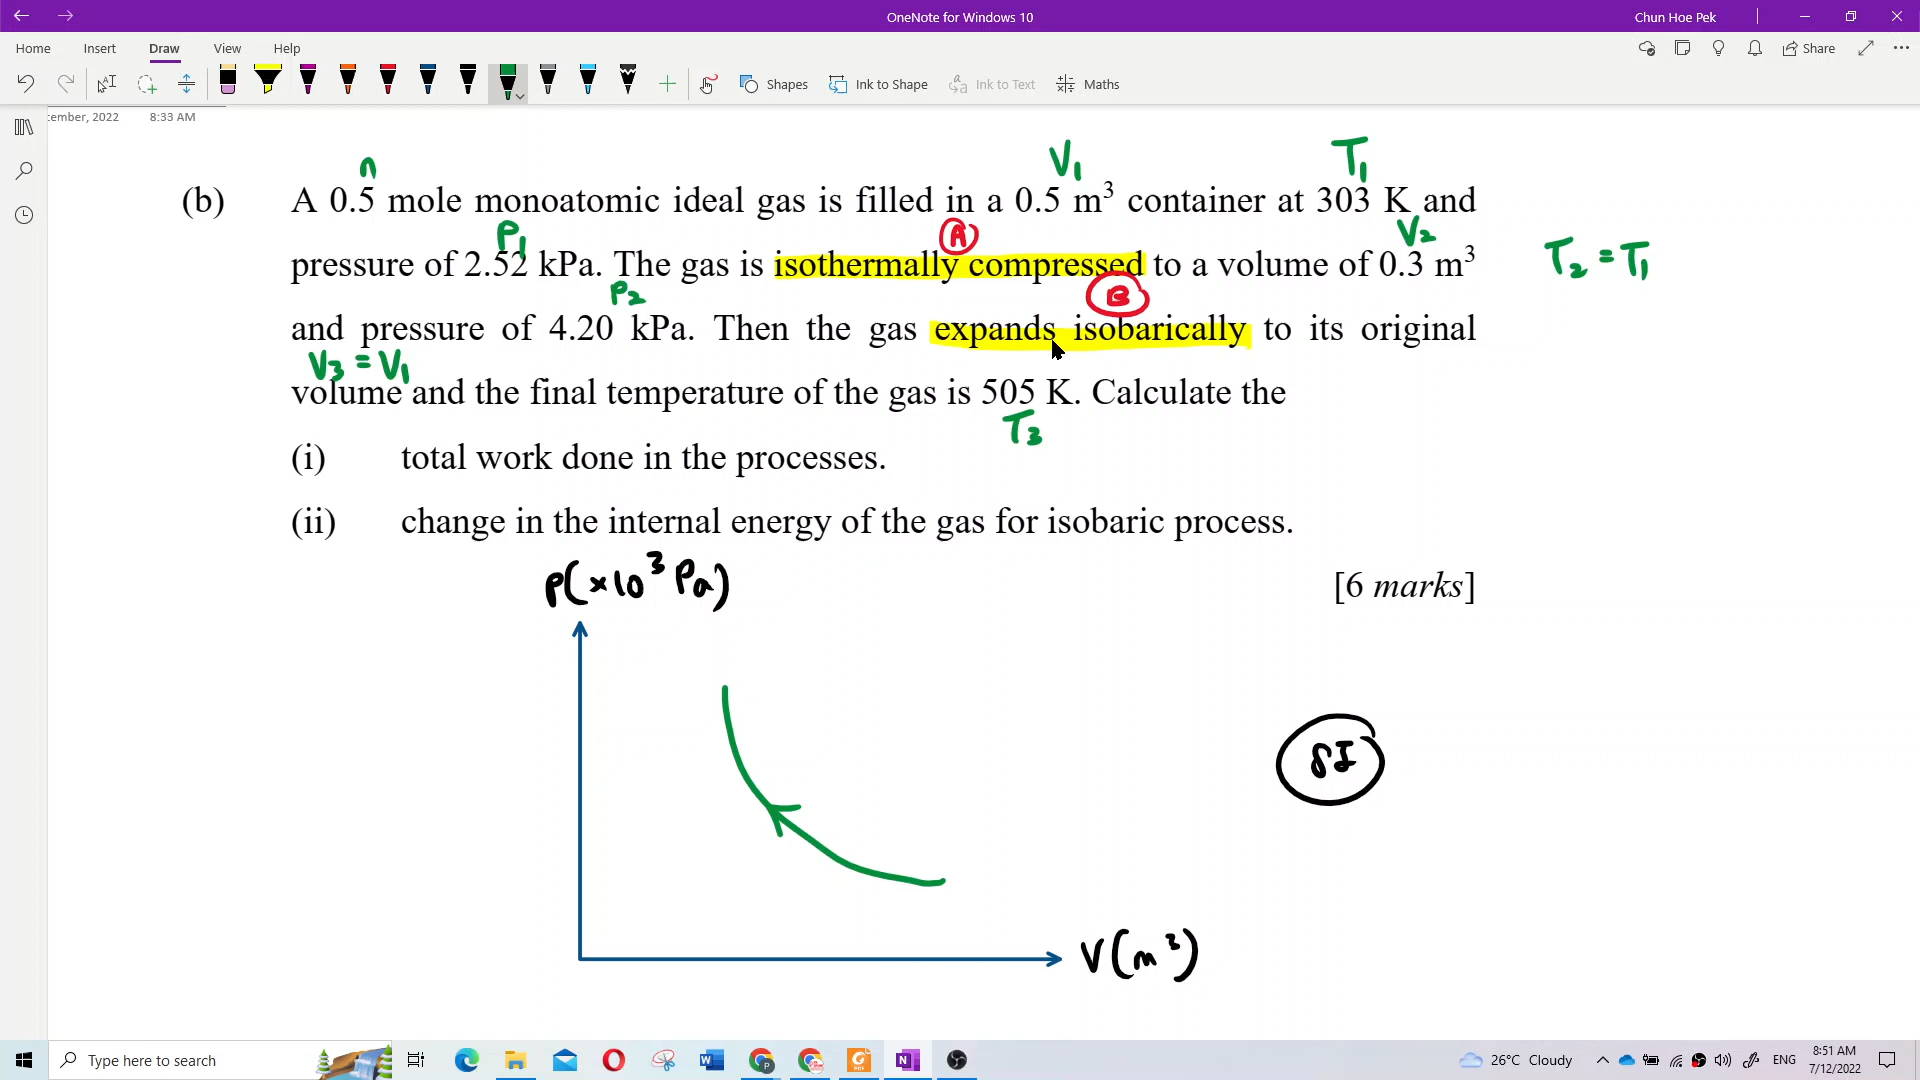 OneNote for Windows 10
Chun Hoe Pek
Home Insert Draw View Help
Share
Shapes Ink to Shape Ink to Text Maths
cember, 2022 8:33 AM
n V₁ T₁
(b) A 0.5 mole monoatomic ideal gas is filled in a 0.5 m³ container at 303 K and
P₁ A V₂
pressure of 2.52 kPa. The gas is isothermally compressed to a volume of 0.3 m³ T₂ = T₁
P₂ B
and pressure of 4.20 kPa. Then the gas expands isobarically to its original
V₃ = V₁
volume and the final temperature of the gas is 505 K. Calculate the
T₃
(i) total work done in the processes.
(ii) change in the internal energy of the gas for isobaric process.
P(×10³ Pa)
[6 marks]
SI
V(m³)
Type here to search
26°C Cloudy
ENG
8:51 AM
7/12/2022